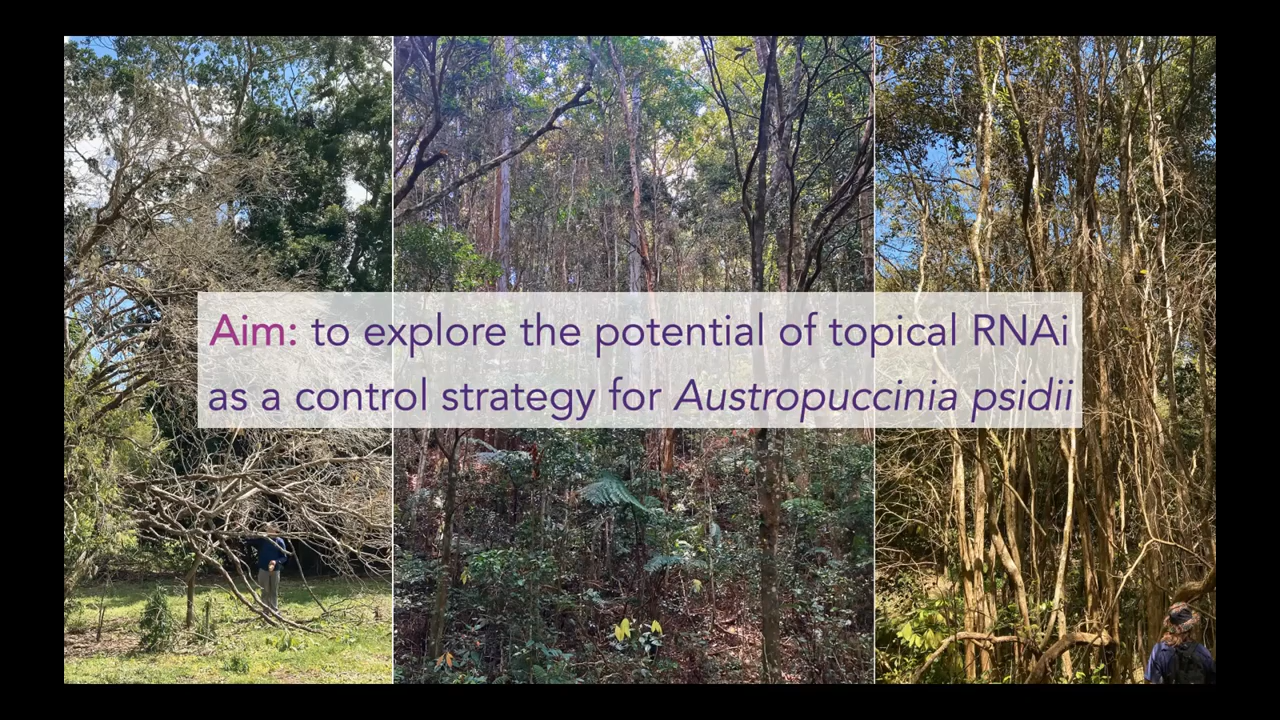 Aim: to explore the potential of topical RNAi
as a control strategy for Austropuccinia psidii